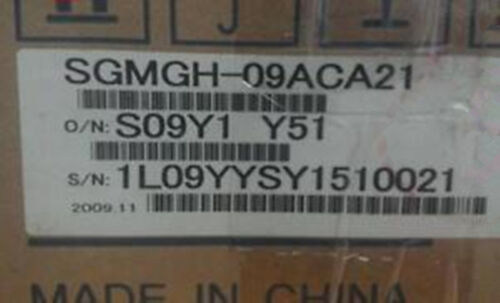 SGMGH-09ACA21
O/N: S09Y1 Y51
S/N: 1L09YYSY1510021
2009.11
MADE IN CHINA